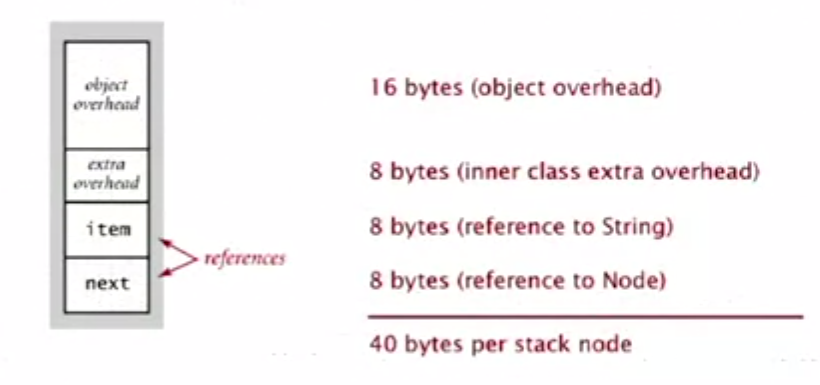 object
overhead
16 bytes (object overhead)
extra
overhead
8 bytes (inner class extra overhead)
item
8 bytes (reference to String)
references
next
8 bytes (reference to Node)
40 bytes per stack node